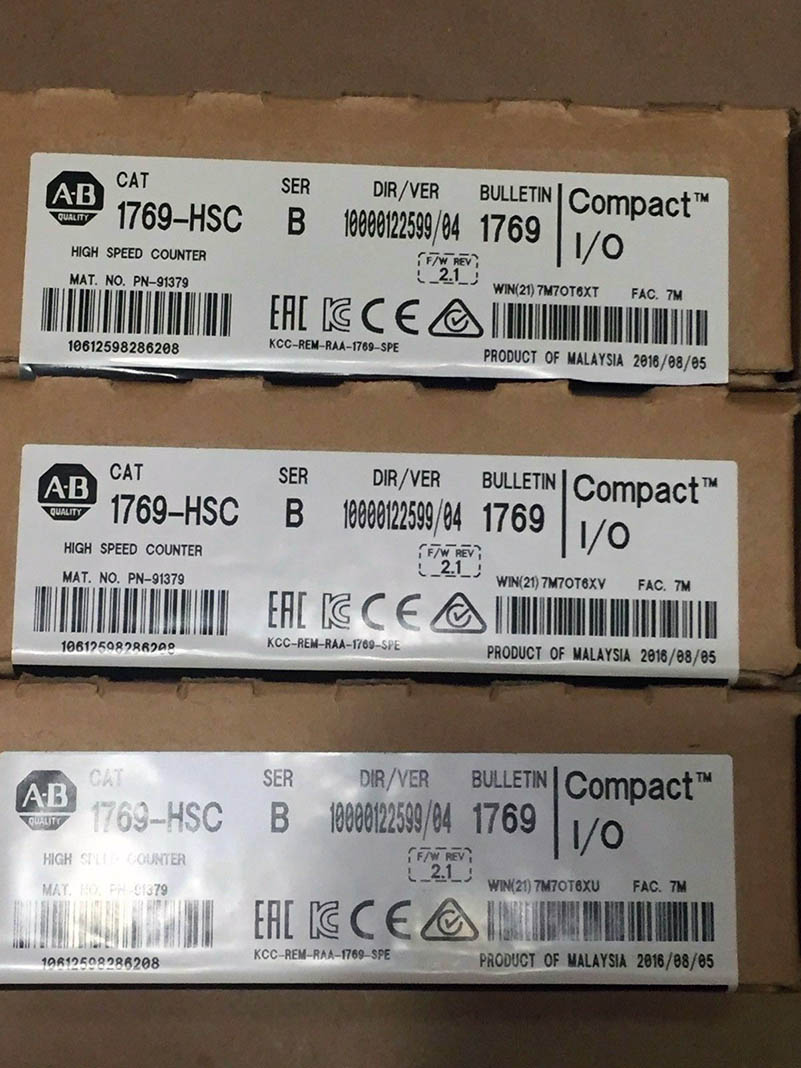 A-B QUALITY
CAT SER DIR/VER BULLETIN Compact™
1769-HSC B 10000122599/04 1769 I/O
HIGH SPEED COUNTER
F/W REV
2.1
MAT. NO. PN-91379
WIN(21) 7M7OT6XT FAC. 7M
EAC KC CE
10612598286208
KCC-REM-RAA-1769-SPE
PRODUCT OF MALAYSIA 2016/08/05
A-B QUALITY
CAT SER DIR/VER BULLETIN Compact™
1769-HSC B 10000122599/04 1769 I/O
HIGH SPEED COUNTER
F/W REV
2.1
MAT. NO. PN-91379
WIN(21) 7M7OT6XV FAC. 7M
EAC KC CE
10612598286208
KCC-REM-RAA-1769-SPE
PRODUCT OF MALAYSIA 2016/08/05
A-B QUALITY
CAT SER DIR/VER BULLETIN Compact™
1769-HSC B 10000122599/04 1769 I/O
HIGH SPEED COUNTER
F/W REV
2.1
MAT. NO. PN-91379
WIN(21) 7M7OT6XU FAC. 7M
EAC KC CE
10612598286208
KCC-REM-RAA-1769-SPE
PRODUCT OF MALAYSIA 2016/08/05